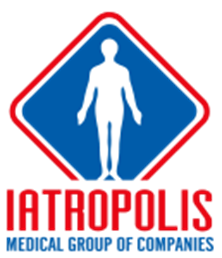 IATROPOLIS
MEDICAL GROUP OF COMPANIES